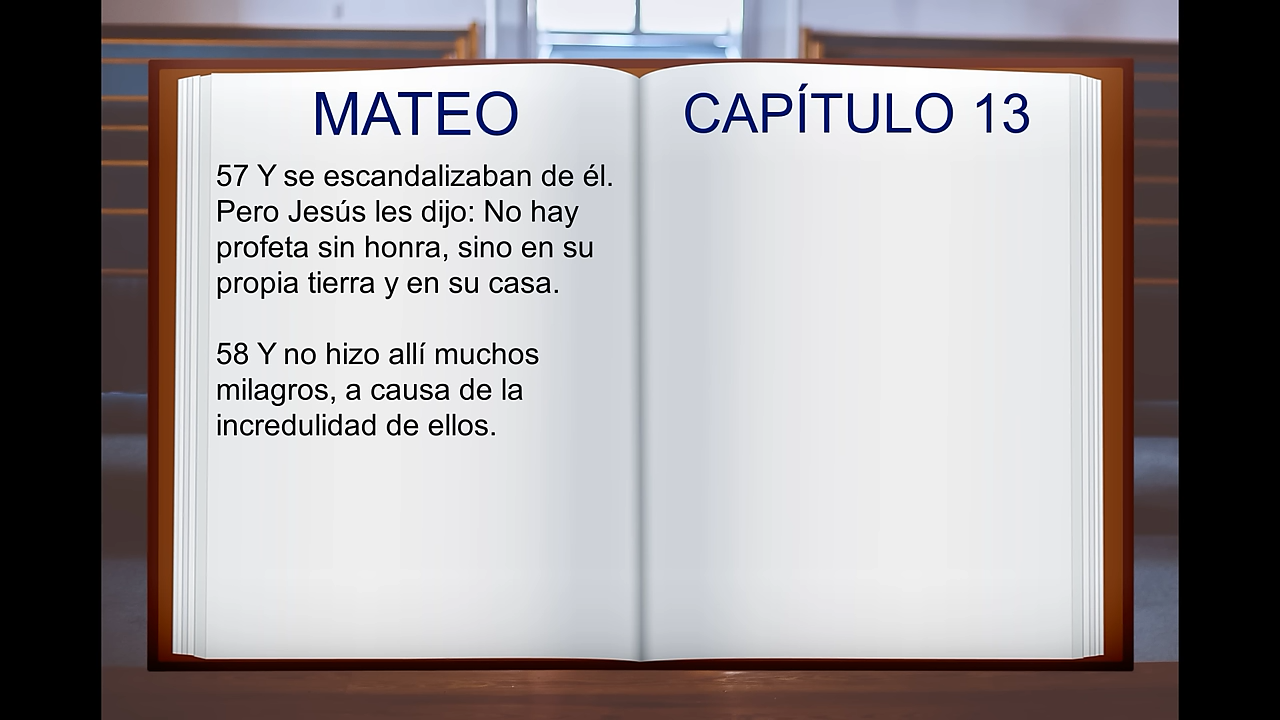 MATEO
CAPÍTULO 13
57 Y se escandalizaban de él.
Pero Jesús les dijo: No hay
profeta sin honra, sino en su
propia tierra y en su casa.
58 Y no hizo allí muchos
milagros, a causa de la
incredulidad de ellos.